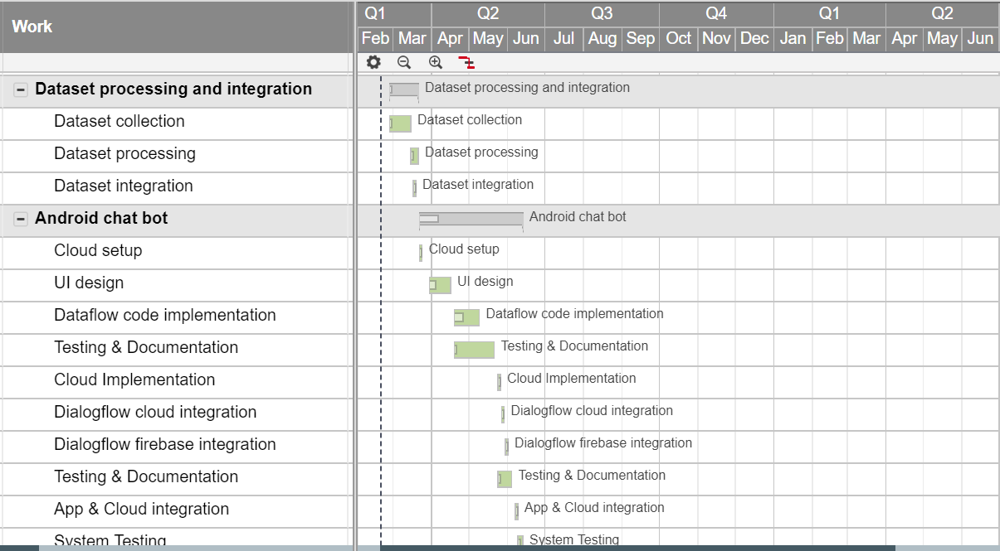 Work
Q1 Q2 Q3 Q4 Q1 Q2
Feb Mar Apr May Jun Jul Aug Sep Oct Nov Dec Jan Feb Mar Apr May Jun
Dataset processing and integration Dataset processing and integration
Dataset collection Dataset collection
Dataset processing Dataset processing
Dataset integration Dataset integration
Android chat bot Android chat bot
Cloud setup Cloud setup
UI design UI design
Dataflow code implementation Dataflow code implementation
Testing & Documentation Testing & Documentation
Cloud Implementation Cloud Implementation
Dialogflow cloud integration Dialogflow cloud integration
Dialogflow firebase integration Dialogflow firebase integration
Testing & Documentation Testing & Documentation
App & Cloud integration App & Cloud integration
System Testing System Testing